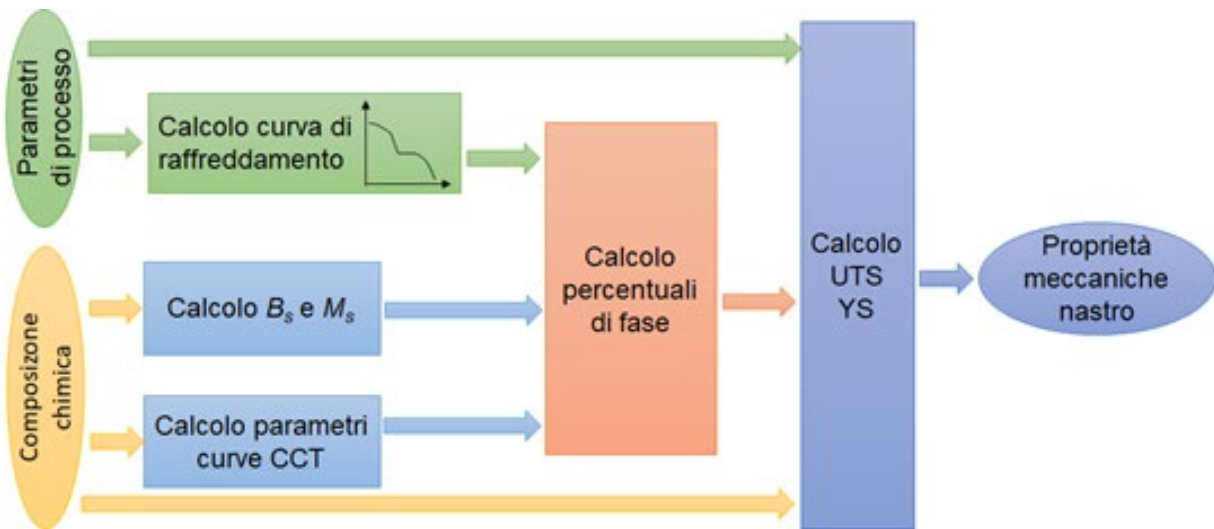 Parametri
di processo
Calcolo curva di
raffreddamento
Composizone
chimica
Calcolo Bs e Ms
Calcolo parametri
curve CCT
Calcolo
percentuali
di fase
Calcolo
UTS
YS
Proprietà
meccaniche
nastro